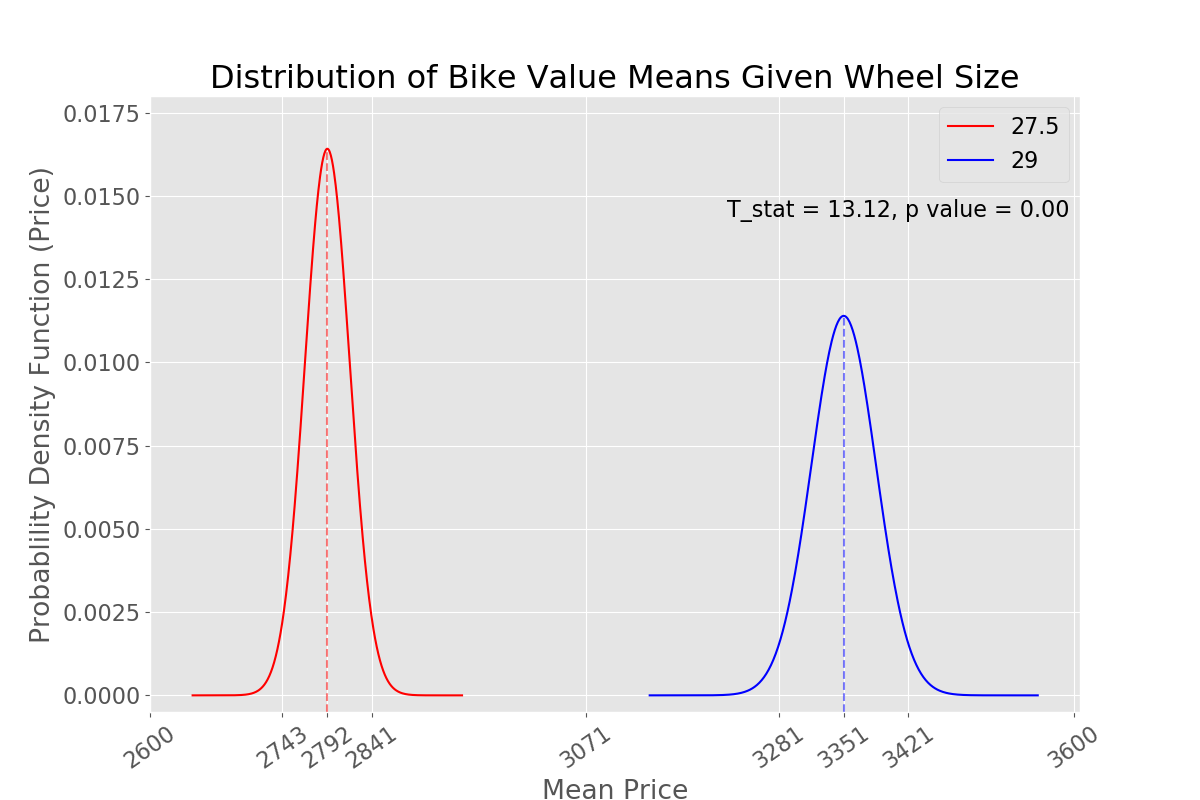 Distribution of Bike Value Means Given Wheel Size
0.0175
0.0150
0.0125
0.0100
0.0075
0.0050
0.0025
0.0000
Probablility Density Function (Price)
27.5
29
T_stat = 13.12, p value = 0.00
2600 2743 2792 2841 3071 3281 3351 3421 3600
Mean Price